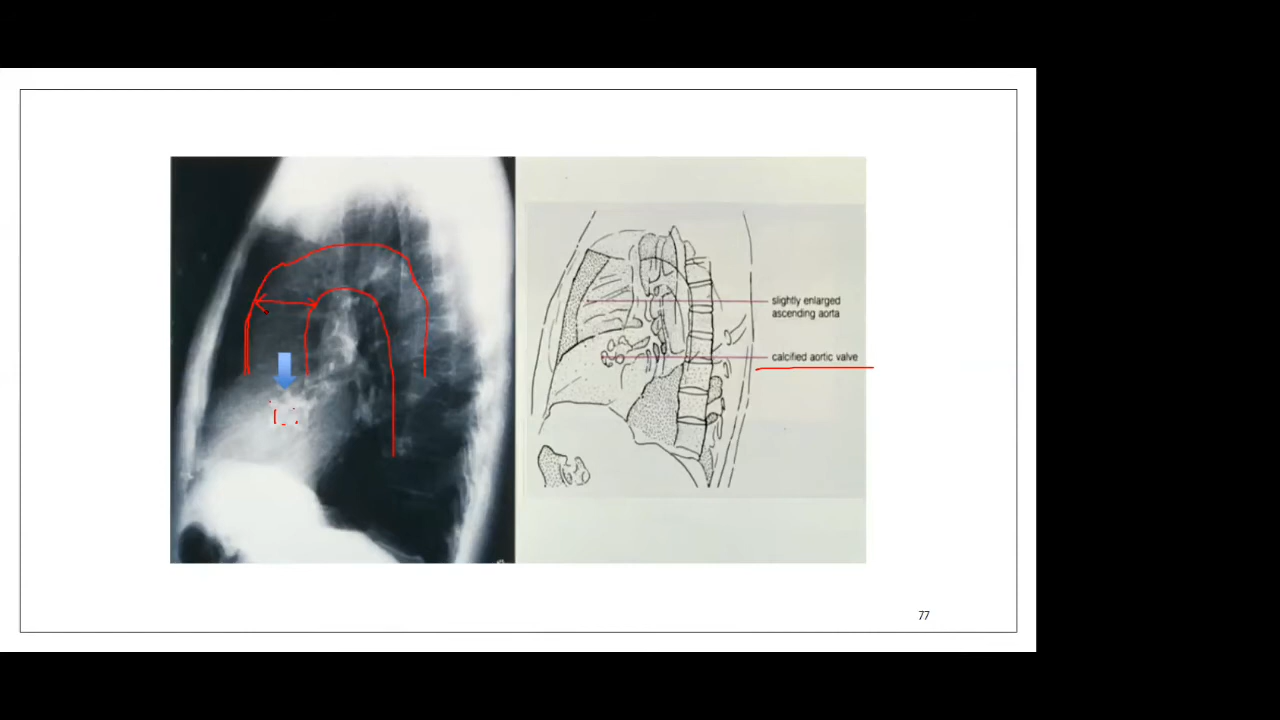 slightly enlarged
ascending aorta
calcified aortic valve
77